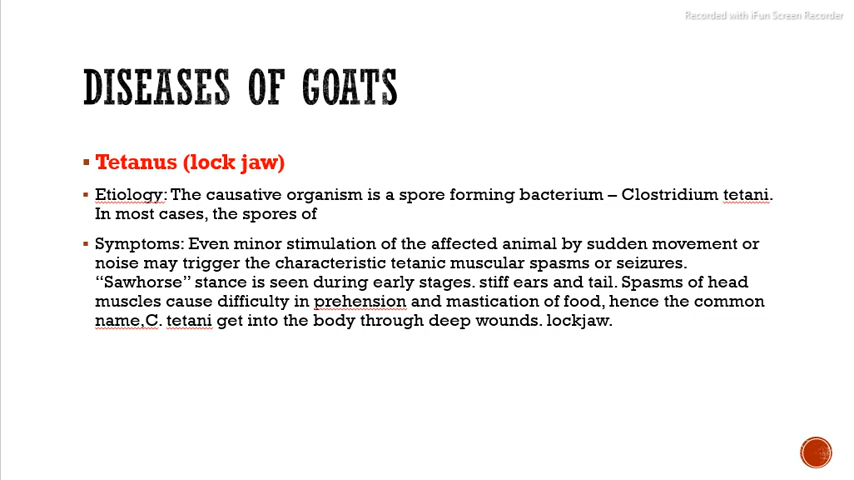 Recorded with iFun Screen Recorder
DISEASES OF GOATS
Tetanus (lock jaw)
Etiology: The causative organism is a spore forming bacterium – Clostridium tetani.
In most cases, the spores of
Symptoms: Even minor stimulation of the affected animal by sudden movement or
noise may trigger the characteristic tetanic muscular spasms or seizures.
“Sawhorse” stance is seen during early stages. stiff ears and tail. Spasms of head
muscles cause difficulty in prehension and mastication of food, hence the common
name,C. tetani get into the body through deep wounds. lockjaw.